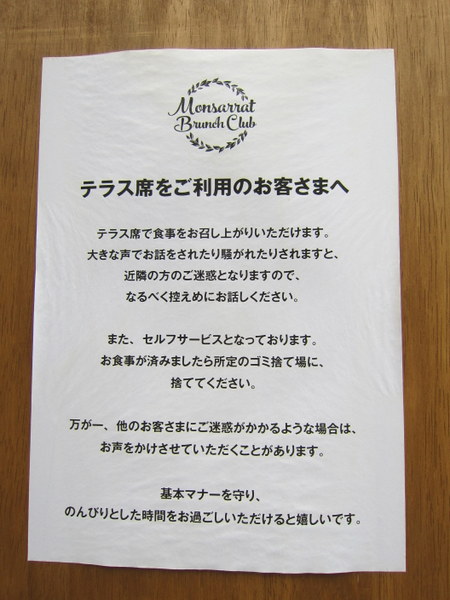 Monsarrat
Brunch Club
テラス席をご利用のお客さまへ
テラス席で食事をお召し上がりいただけます。
大きな声でお話をされたり騒がれたりされますと、
近隣の方のご迷惑となりますので、
なるべく控えめにお話しください。
また、セルフサービスとなっております。
お食事が済みましたら所定のゴミ捨て場に、
捨ててください。
万が一、他のお客さまにご迷惑がかかるような場合は、
お声をかけさせていただくことがあります。
基本マナーを守り、
のんびりとした時間をお過ごしいただけると嬉しいです。